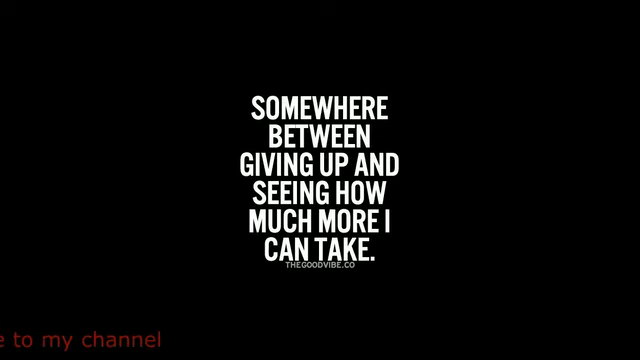 SOMEWHERE
BETWEEN
GIVING UP AND
SEEING HOW
MUCH MORE I
CAN TAKE.
THEGOODVIBE.CO
e to my channel